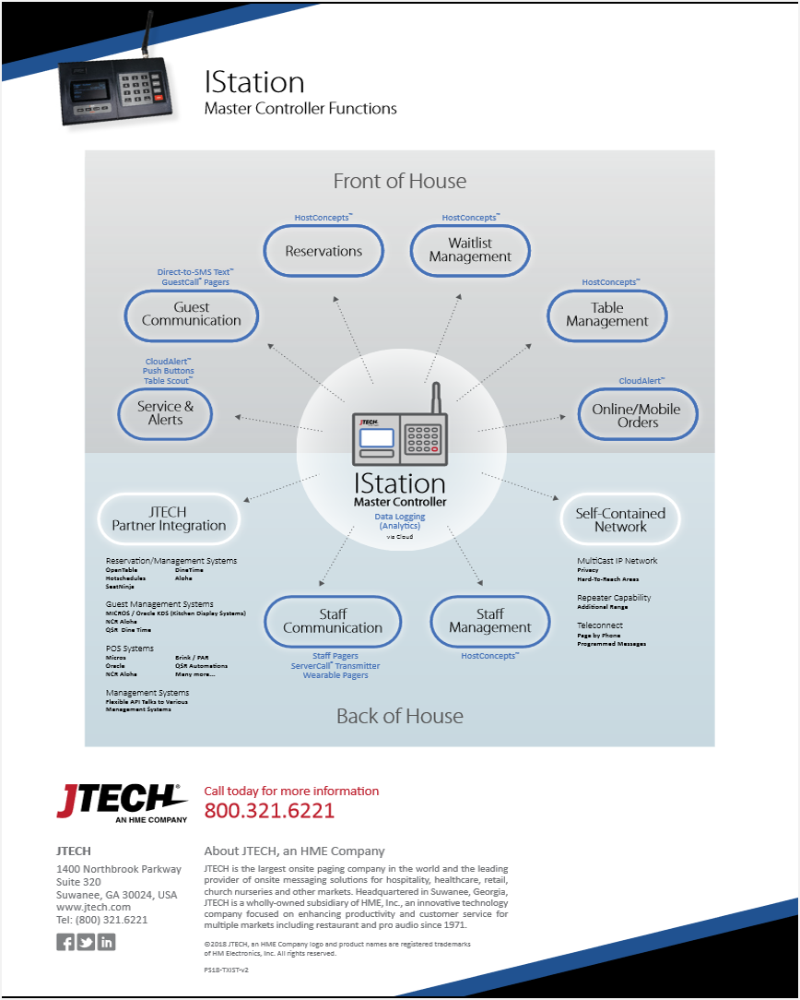 IStation
Master Controller Functions
Front of House
HostConcepts™
Reservations
HostConcepts™
Waitlist
Management
Direct-to-SMS Text™
GuestCall® Pagers
Guest
Communication
HostConcepts™
Table
Management
CloudAlert™
Push Buttons
Table Scout™
Service &
Alerts
CloudAlert™
Online/Mobile
Orders
JTECH
IStation
Master Controller
Data Logging
(Analytics)
via Cloud
JTECH
Partner Integration
Reservation/Management Systems
OpenTable DineTime
Hotschedules Aloha
SeatNinja
Guest Management Systems
MICROS / Oracle KDS (Kitchen Display Systems)
NCR Aloha
QSR Dine Time
POS Systems
Micros Brink / PAR
Oracle QSR Automations
NCR Aloha Many more...
Management Systems
Flexible API Talks to Various
Management Systems
Self-Contained
Network
MultiCast IP Network
Privacy
Hard-To-Reach Areas
Repeater Capability
Additional Range
Teleconnect
Page by Phone
Programmed Messages
Staff
Communication
Staff Pagers
ServerCall® Transmitter
Wearable Pagers
Staff
Management
HostConcepts™
Back of House
JTECH®
AN HME COMPANY
Call today for more information
800.321.6221
JTECH
1400 Northbrook Parkway
Suite 320
Suwanee, GA 30024, USA
www.jtech.com
Tel: (800) 321.6221
About JTECH, an HME Company
JTECH is the largest onsite paging company in the world and the leading
provider of onsite messaging solutions for hospitality, healthcare, retail,
church nurseries and other markets. Headquartered in Suwanee, Georgia,
JTECH is a wholly-owned subsidiary of HME, Inc., an innovative technology
company focused on enhancing productivity and customer service for
multiple markets including restaurant and pro audio since 1971.
©2018 JTECH, an HME Company logo and product names are registered trademarks
of HM Electronics, Inc. All rights reserved.
PS18-TXIST-v2